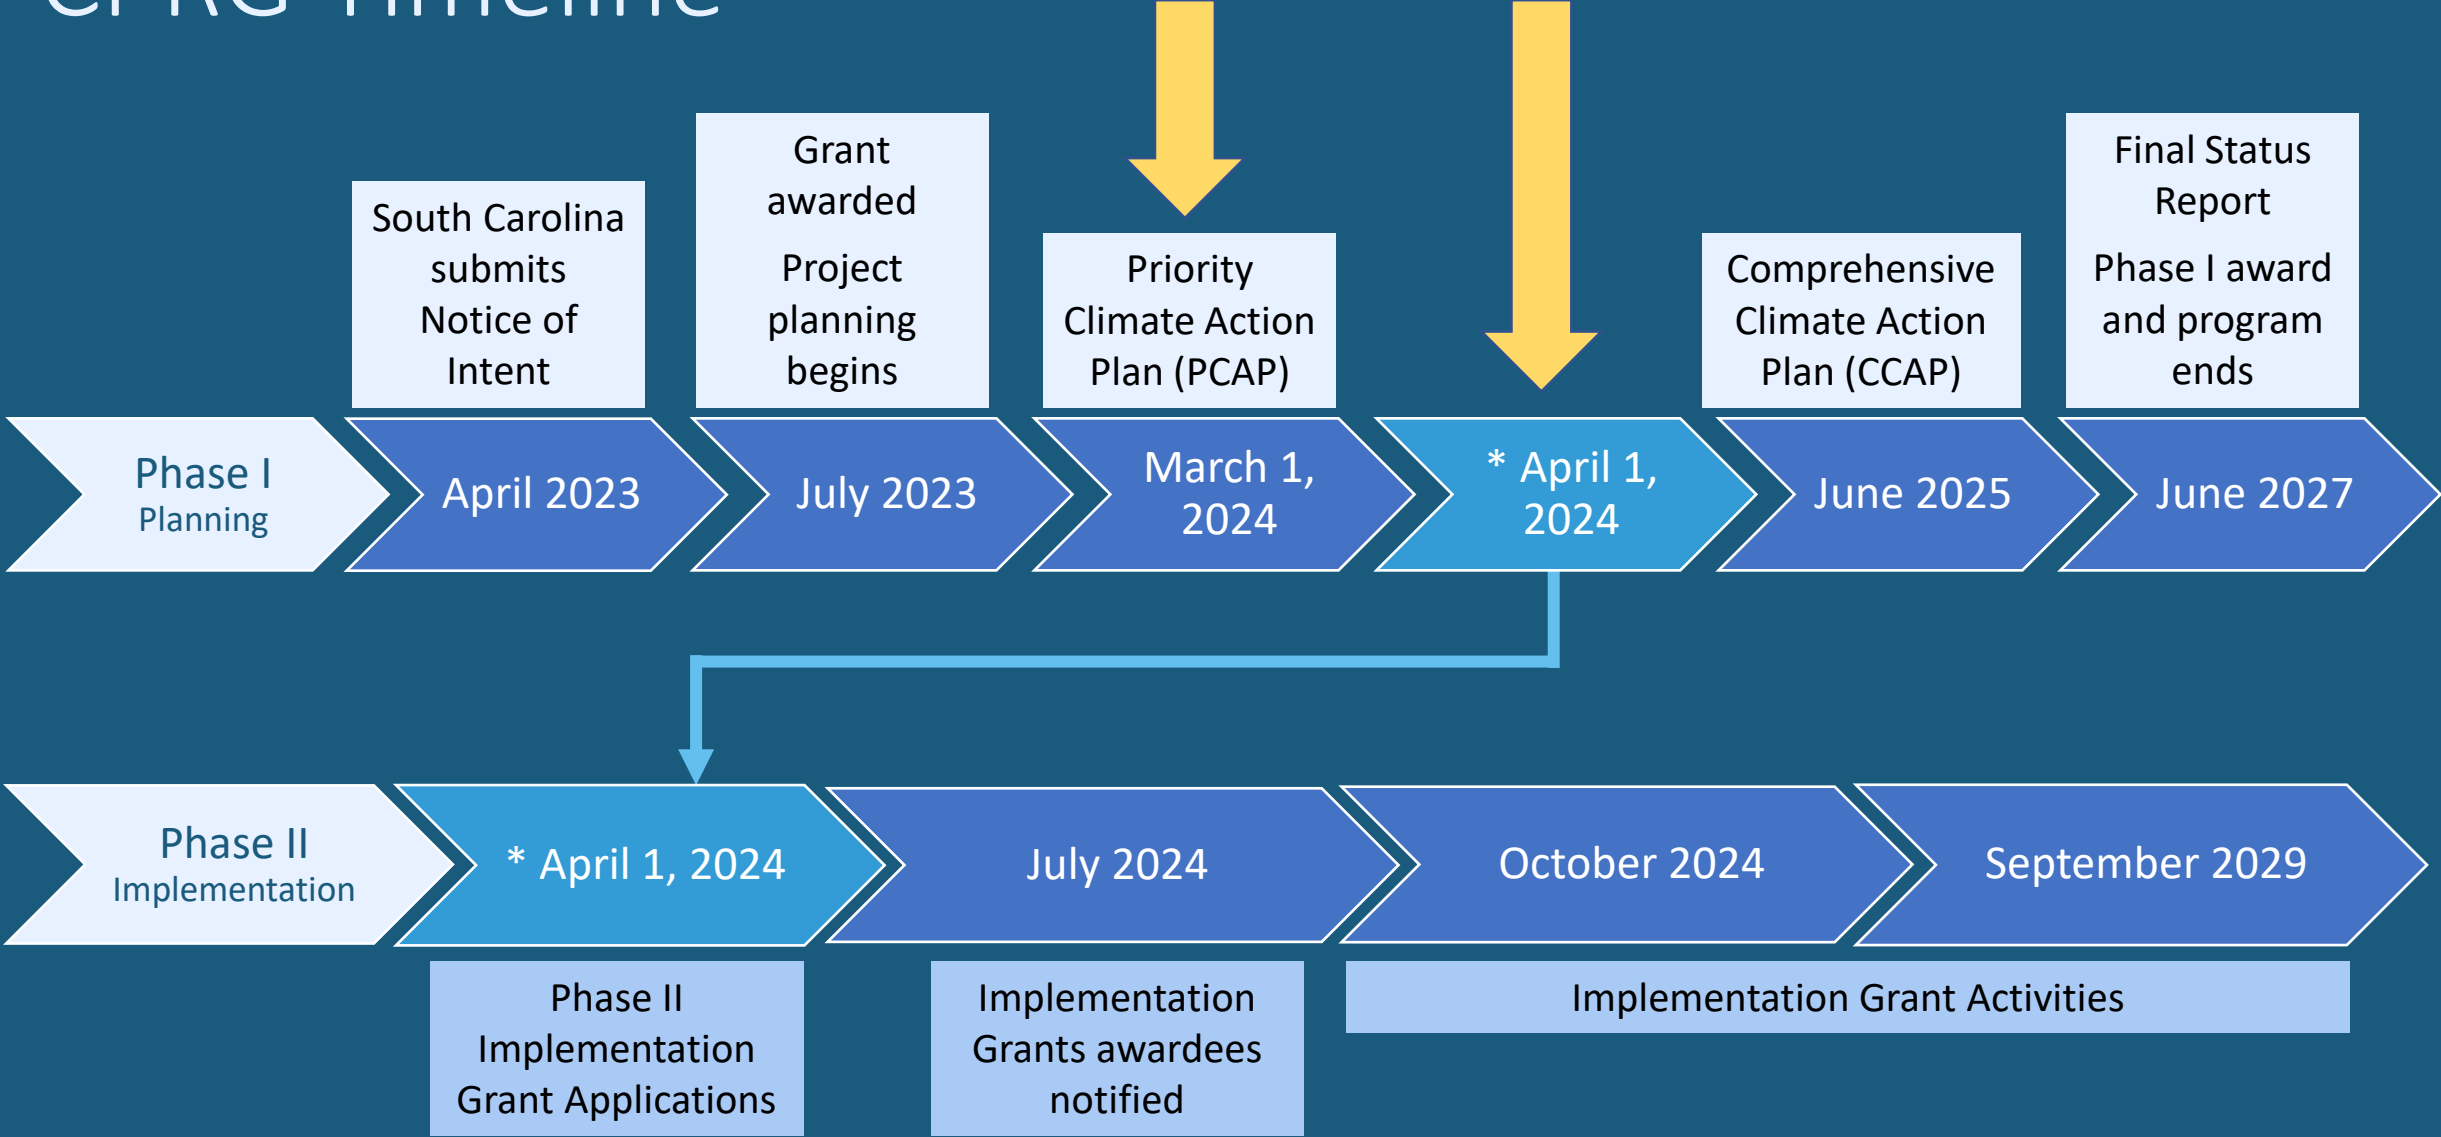 CPRG Timeline
Grant
awarded
Project
planning
begins
Final Status
Report
Phase I award
and program
ends
South Carolina
submits
Notice of
Intent
Priority
Climate Action
Plan (PCAP)
Comprehensive
Climate Action
Plan (CCAP)
Phase I
Planning
April 2023
July 2023
March 1,
2024
* April 1,
2024
June 2025
June 2027
Phase II
Implementation
* April 1, 2024
July 2024
October 2024
September 2029
Phase II
Implementation
Grant Applications
Implementation
Grants awardees
notified
Implementation Grant Activities